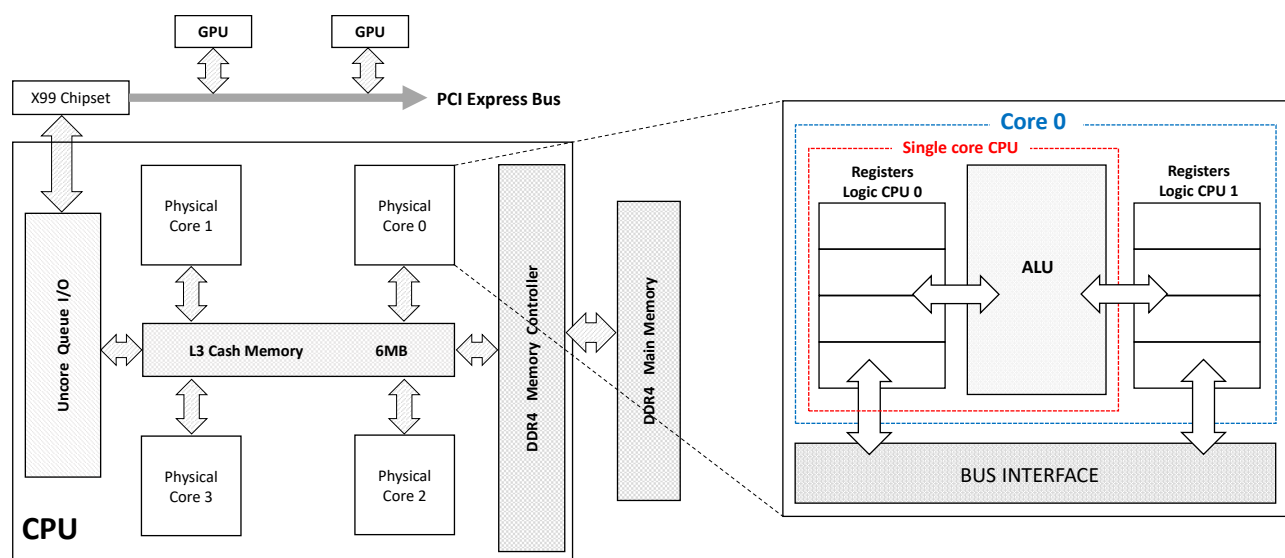 GPU
GPU
X99 Chipset
PCI Express Bus
Physical
Core 1
Physical
Core 0
Uncore Queue I/O
L3 Cash Memory 6MB
DDR4 Memory Controller
DDR4 Main Memory
Physical
Core 3
Physical
Core 2
CPU
Core 0
Single core CPU
Registers
Logic CPU 0
Registers
Logic CPU 1
ALU
BUS INTERFACE